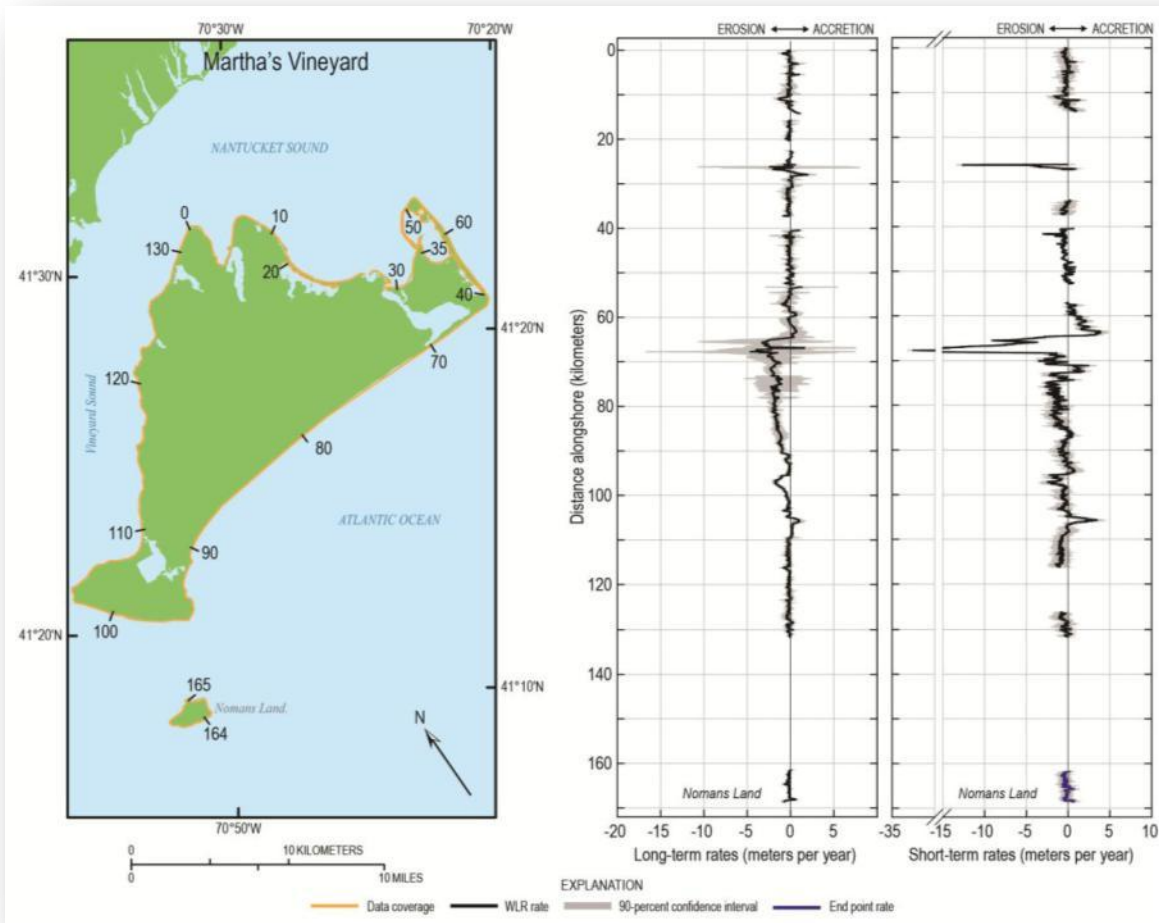 70°30'W
70°20'W
Martha's Vineyard
NANTUCKET SOUND
0
10
130
20
50
60
35
30
40
41°30'N
41°20'N
70
120
Vineyard Sound
80
ATLANTIC OCEAN
110
90
100
41°20'N
41°10'N
165
Nomans Land.
164
N
70°50'W
0 10 KILOMETERS
0 10 MILES
EROSION ACCRETION
Distance alongshore (kilometers)
0
20
40
60
80
100
120
140
160
Nomans Land
-20 -15 -10 -5 0 5
Long-term rates (meters per year)
EROSION ACCRETION
Nomans Land
-35 -15 -10 -5 0 5 10
Short-term rates (meters per year)
EXPLANATION
Data coverage WLR rate 90-percent confidence interval End point rate